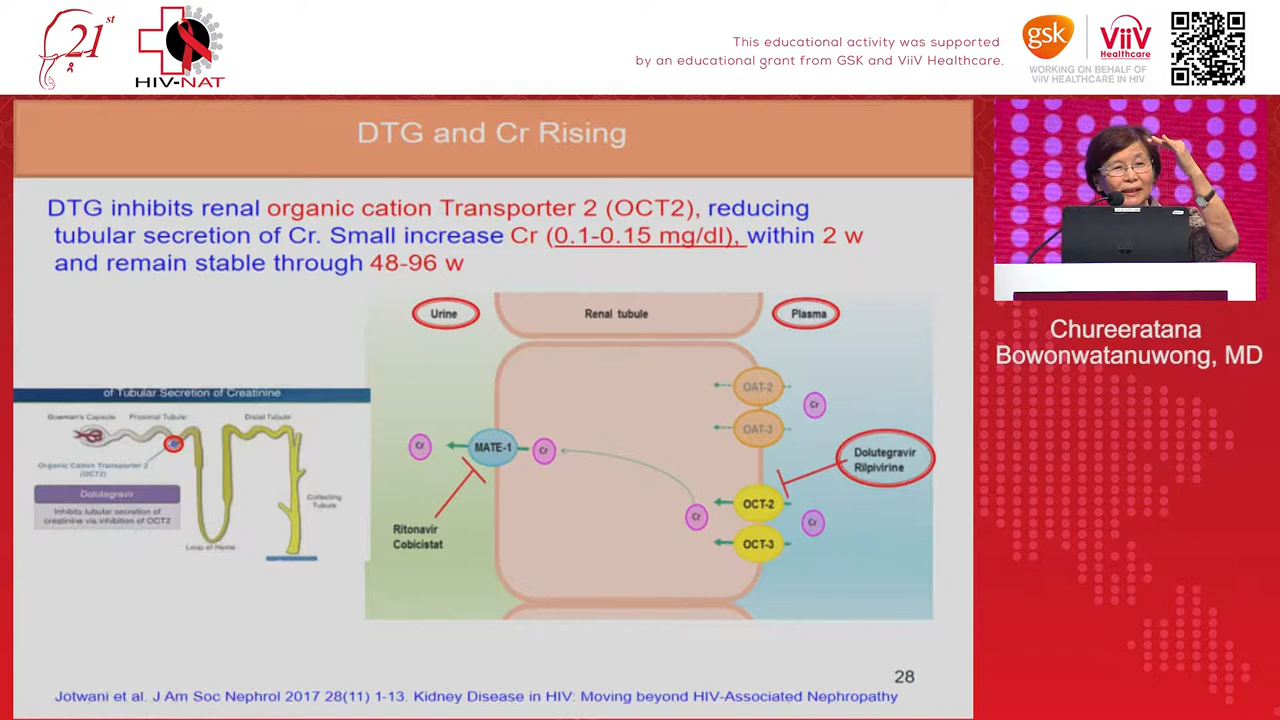 21st
HIV-NAT
This educational activity was supported
by an educational grant from GSK and ViiV Healthcare.
gsk
ViiV
Healthcare
WORKING ON BEHALF OF
ViiV HEALTHCARE IN HIV
DTG and Cr Rising
DTG inhibits renal organic cation Transporter 2 (OCT2), reducing
tubular secretion of Cr. Small increase Cr (0.1-0.15 mg/dl), within 2 w
and remain stable through 48-96 w
of Tubular Secretion of Creatinine
Bowman's Capsule
Proximal Tubule
Distal Tubule
Organic Cation Transporter 2
(OCT2)
Dolutegravir
Inhibits tubular secretion of
creatinine via inhibition of OCT2
Collecting
Tubule
Loop of Henle
Urine
Renal tubule
Plasma
OAT-2
Cr
OAT-3
Cr
MATE-1
Cr
Dolutegravir
Rilpivirine
OCT-2
Cr
Cr
OCT-3
Ritonavir
Cobicistat
28
Jotwani et al. J Am Soc Nephrol 2017 28(11) 1-13. Kidney Disease in HIV: Moving beyond HIV-Associated Nephropathy
Chureeratana
Bowonwatanuwong, MD